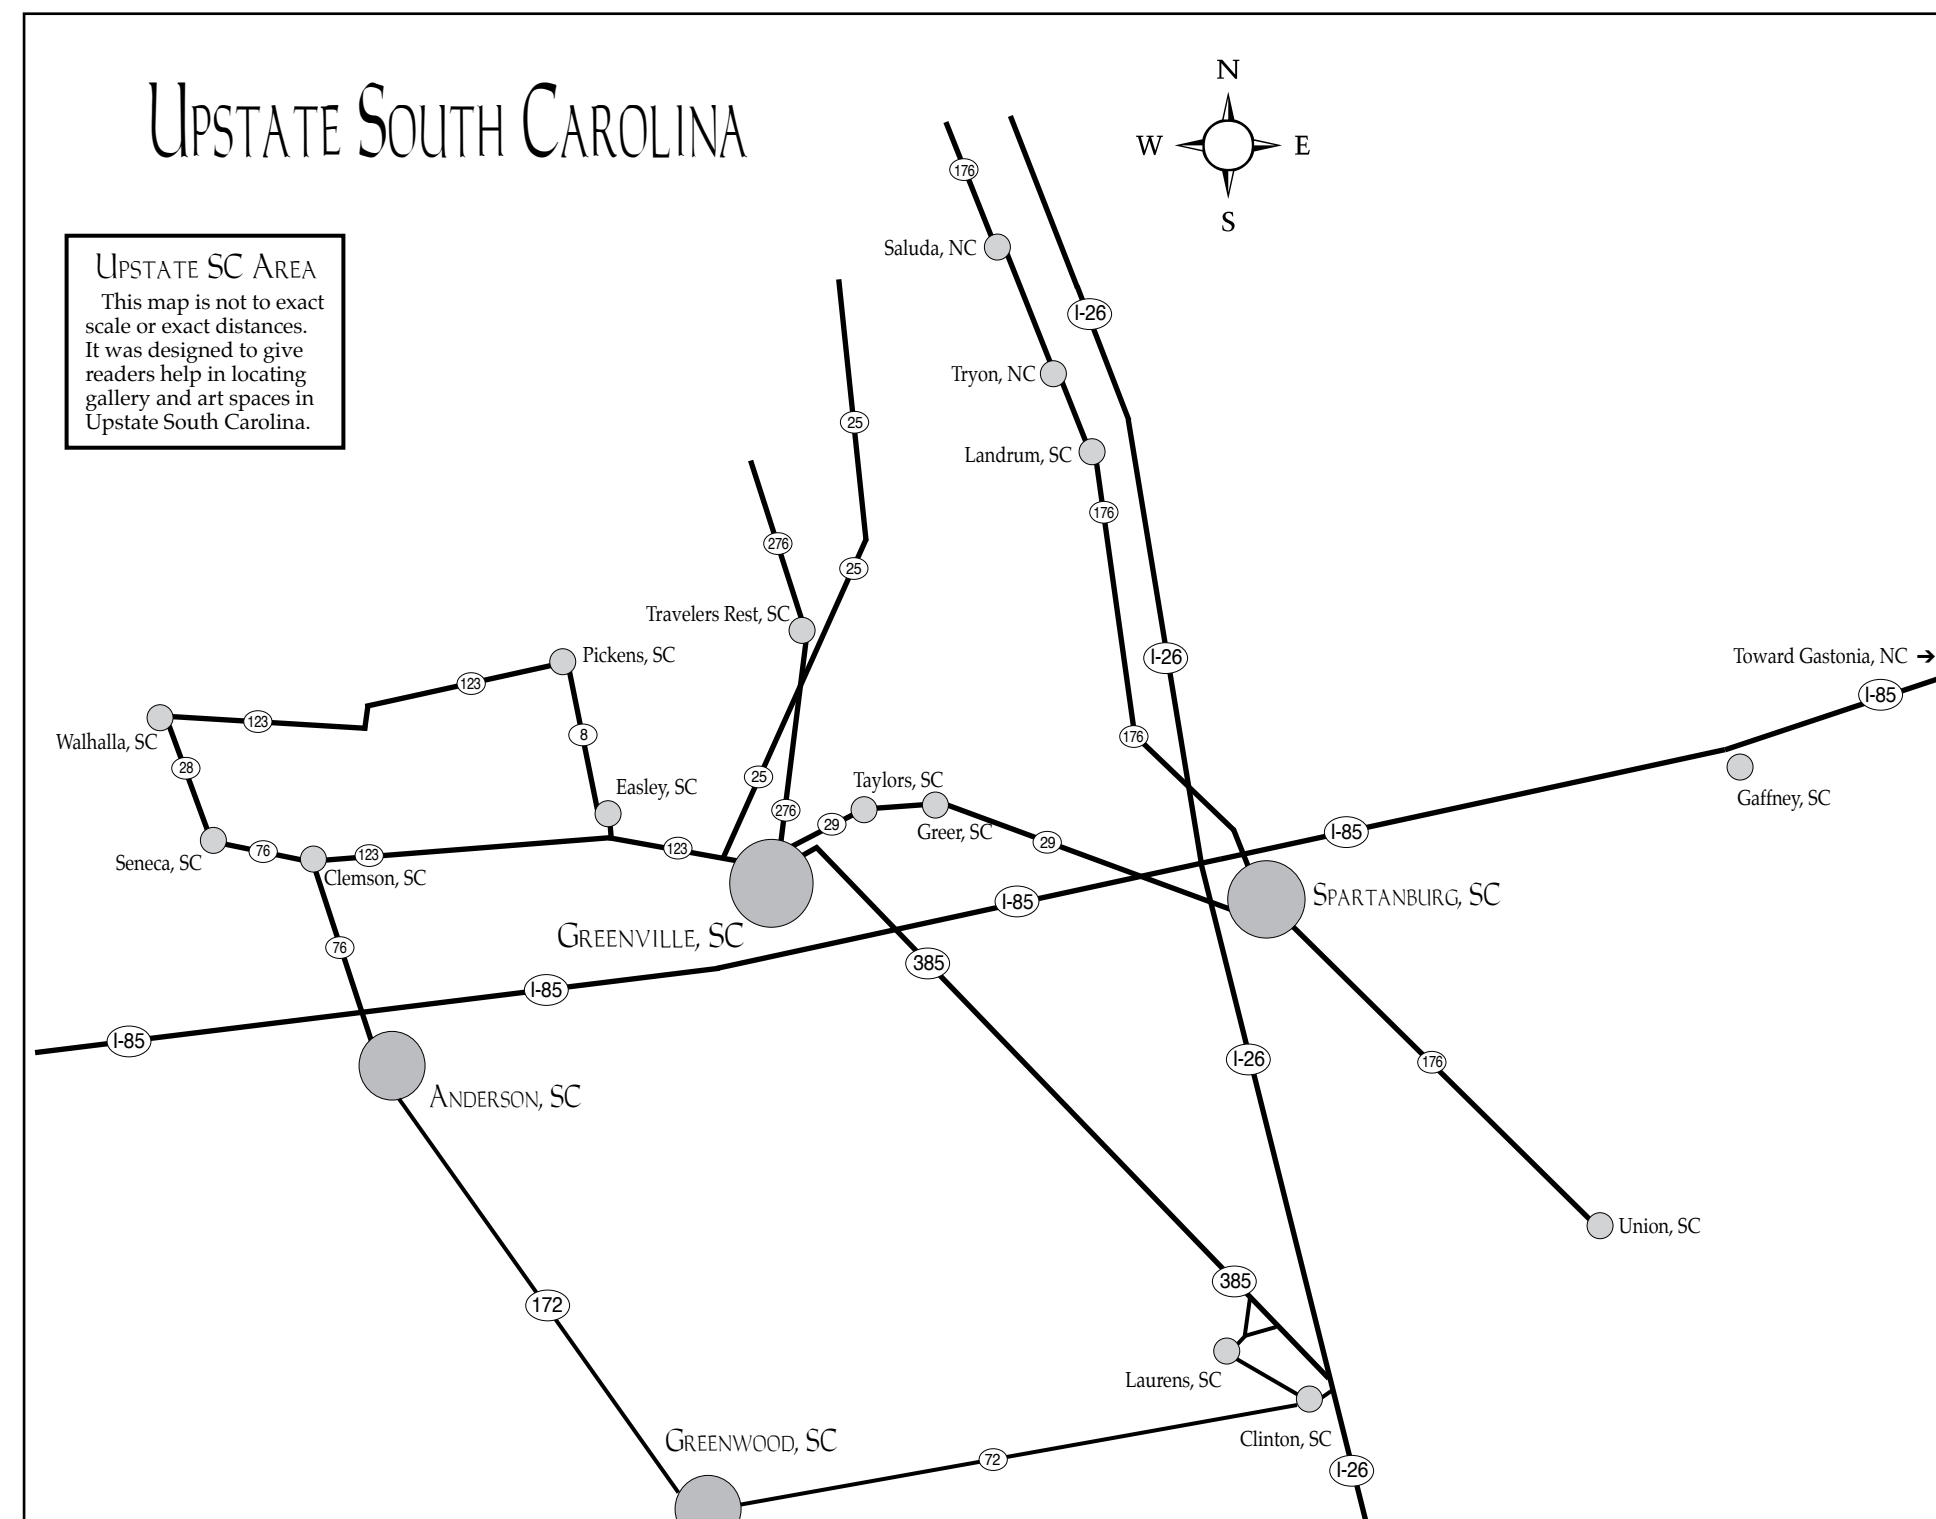 N
UPSTATE SOUTH CAROLINA
W E
S
176
Saluda, NC
UPSTATE SC AREA
This map is not to exact
scale or exact distances.
It was designed to give
readers help in locating
gallery and art spaces in
Upstate South Carolina.
I-26
Tryon, NC
25
Landrum, SC
176
276
25
Travelers Rest, SC
Pickens, SC
I-26
Toward Gastonia, NC ➔
123
I-85
123
8
176
Walhalla, SC
28
25
Taylors, SC
Easley, SC
Gaffney, SC
276
29
Greer, SC
I-85
29
123
76
123
Seneca, SC
Clemson, SC
I-85
SPARTANBURG, SC
GREENVILLE, SC
76
385
I-85
I-85
I-26
176
ANDERSON, SC
Union, SC
385
172
Laurens, SC
Clinton, SC
GREENWOOD, SC
72
I-26